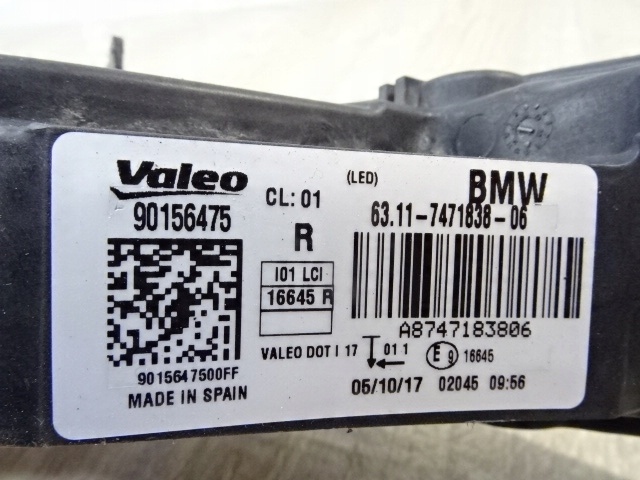 Valeo
90156475
9015647500FF
MADE IN SPAIN
CL: 01
R
I01 LCI
16645 R
VALEO DOT I 17
01 1
E 9 16645
(LED)
BMW
63.11-7471838-06
A8747183806
05/10/17 02045 09:56